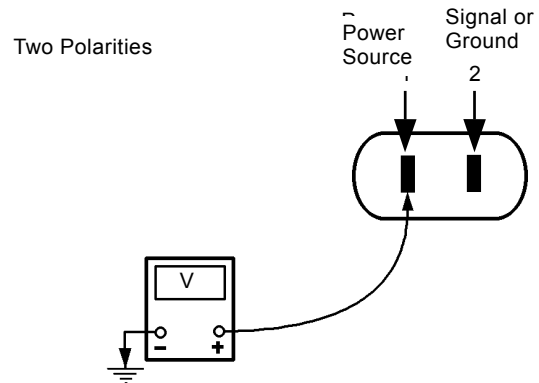 Two Polarities
Power
Source
Signal or
Ground
2
V
- +